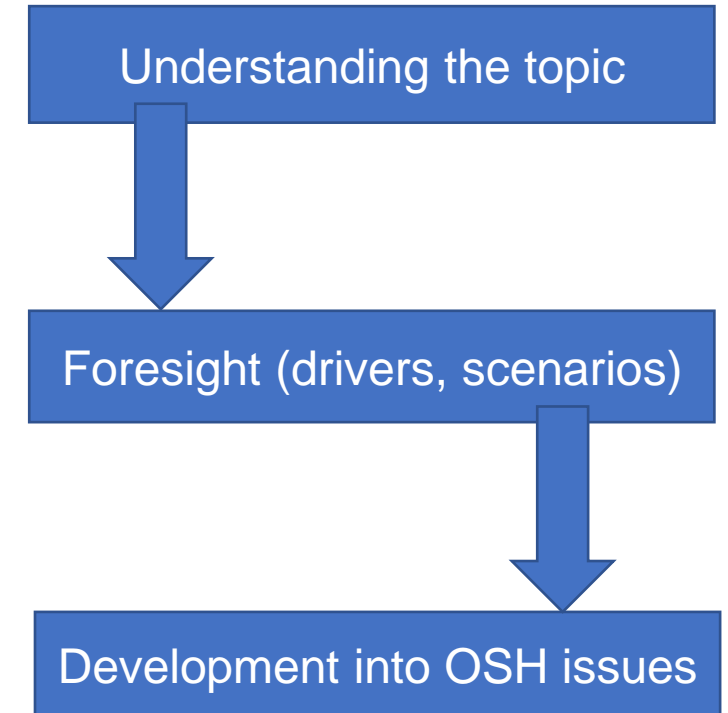 Understanding the topic
Foresight (drivers, scenarios)
Development into OSH issues